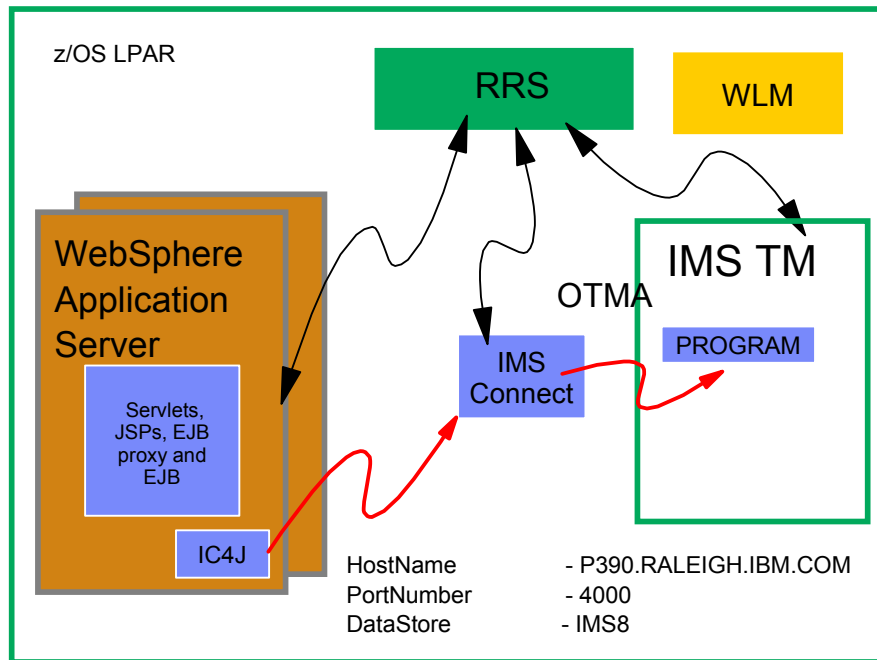 z/OS LPAR
RRS
WLM
WebSphere
Application
Server
IMS TM
OTMA
PROGRAM
IMS
Connect
Servlets,
JSPs, EJB
proxy and
EJB
IC4J
HostName - P390.RALEIGH.IBM.COM
PortNumber - 4000
DataStore - IMS8